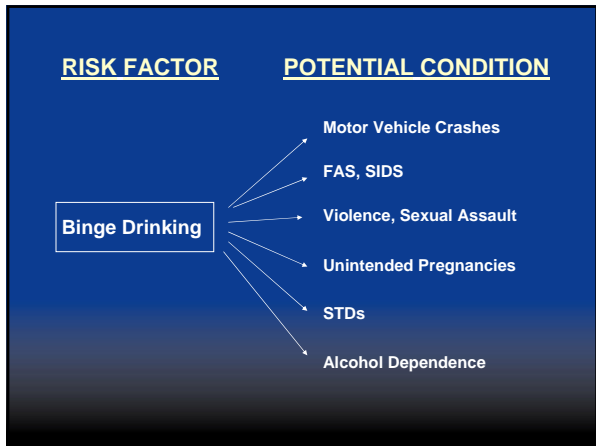 RISK FACTOR
POTENTIAL CONDITION
Motor Vehicle Crashes
FAS, SIDS
Binge Drinking
Violence, Sexual Assault
Unintended Pregnancies
STDs
Alcohol Dependence